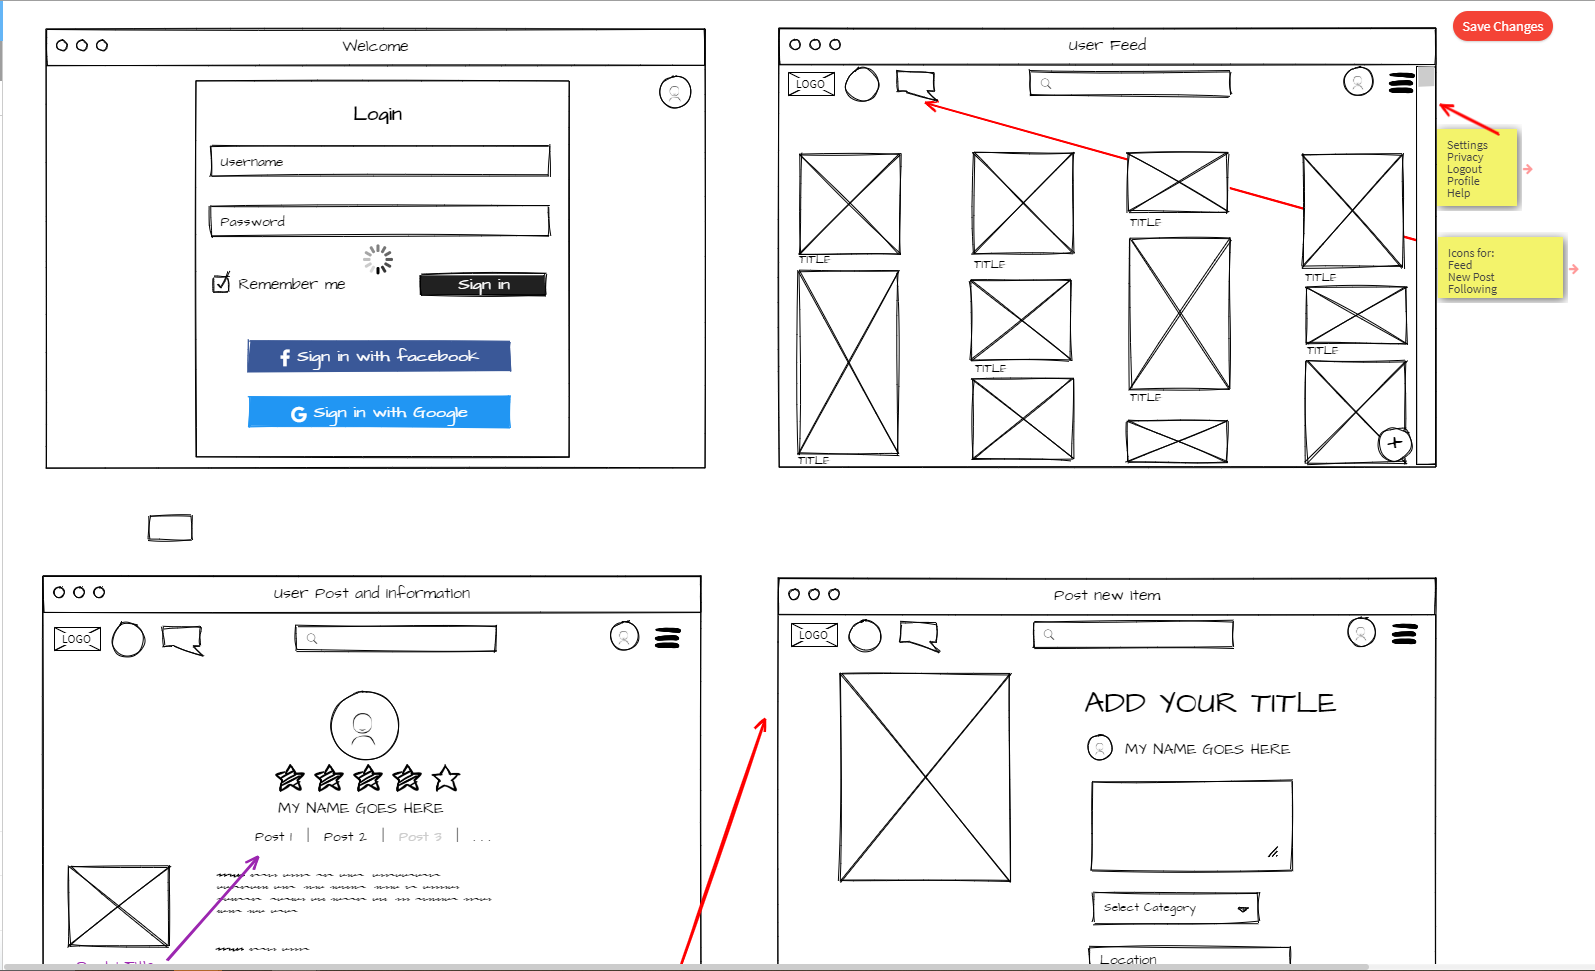 Save Changes
Welcome
Login
Username
Password
Remember me
Sign in
Sign in with facebook
Sign in with Google
User Feed
LOGO
TITLE
TITLE
TITLE
TITLE
TITLE
TITLE
TITLE
TITLE
Settings
Privacy
Logout
Profile
Help
Icons for:
Feed
New Post
Following
User Post and information
LOGO
MY NAME GOES HERE
Post 1 | Post 2 | Post 3 | ...
Post new item
LOGO
ADD YOUR TITLE
MY NAME GOES HERE
Select Category
Location